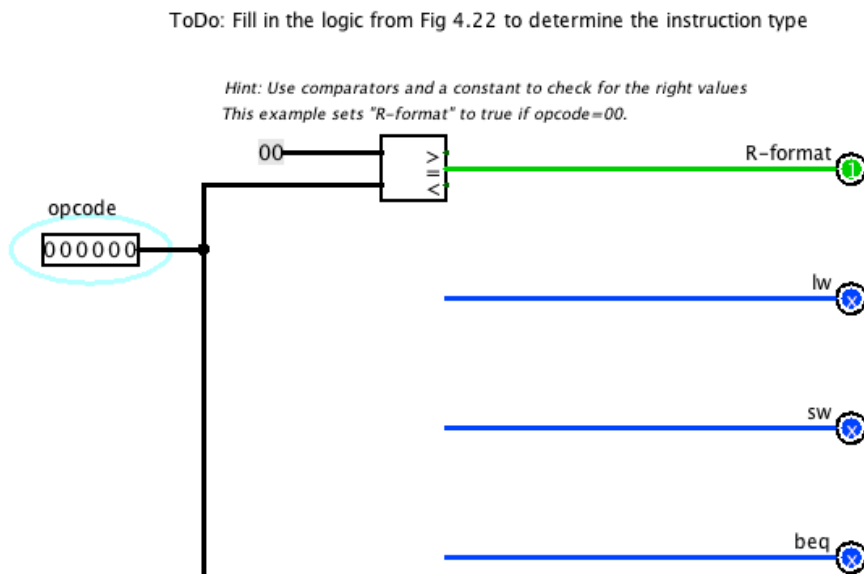 ToDo: Fill in the logic from Fig 4.22 to determine the instruction type
Hint: Use comparators and a constant to check for the right values
This example sets "R-format" to true if opcode=00.
00
>
=
<
R-format
1
opcode
000000
lw
x
sw
x
beq
x